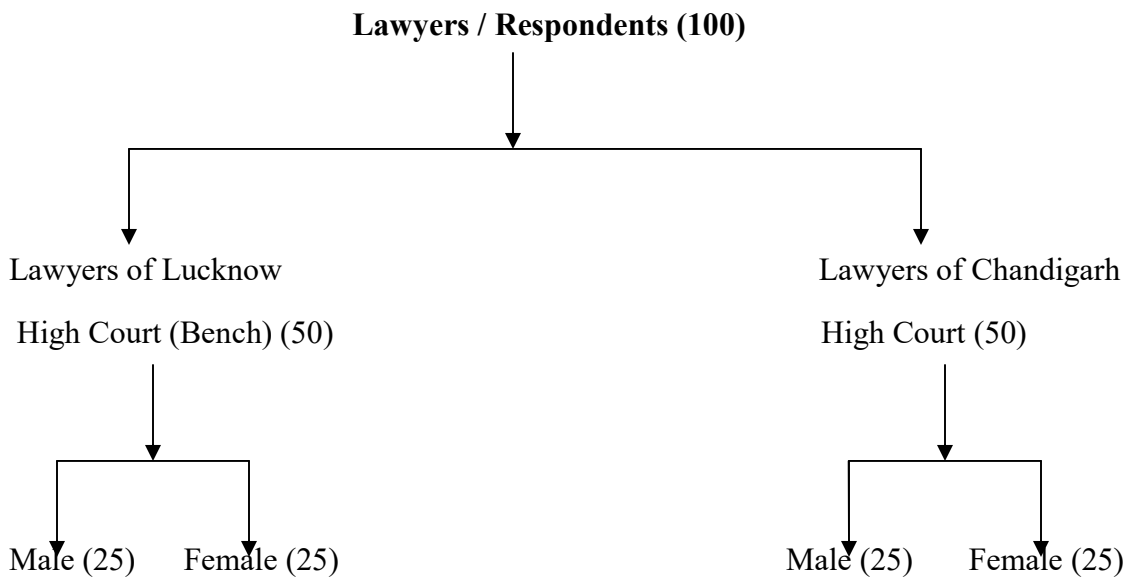 Lawyers / Respondents (100)
Lawyers of Lucknow
High Court (Bench) (50)
Lawyers of Chandigarh
High Court (50)
Male (25) Female (25)
Male (25) Female (25)